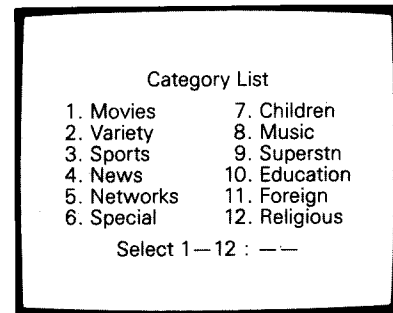 Category List
1. Movies 7. Children
2. Variety 8. Music
3. Sports 9. Superstn
4. News 10. Education
5. Networks 11. Foreign
6. Special 12. Religious
Select 1—12 : — —